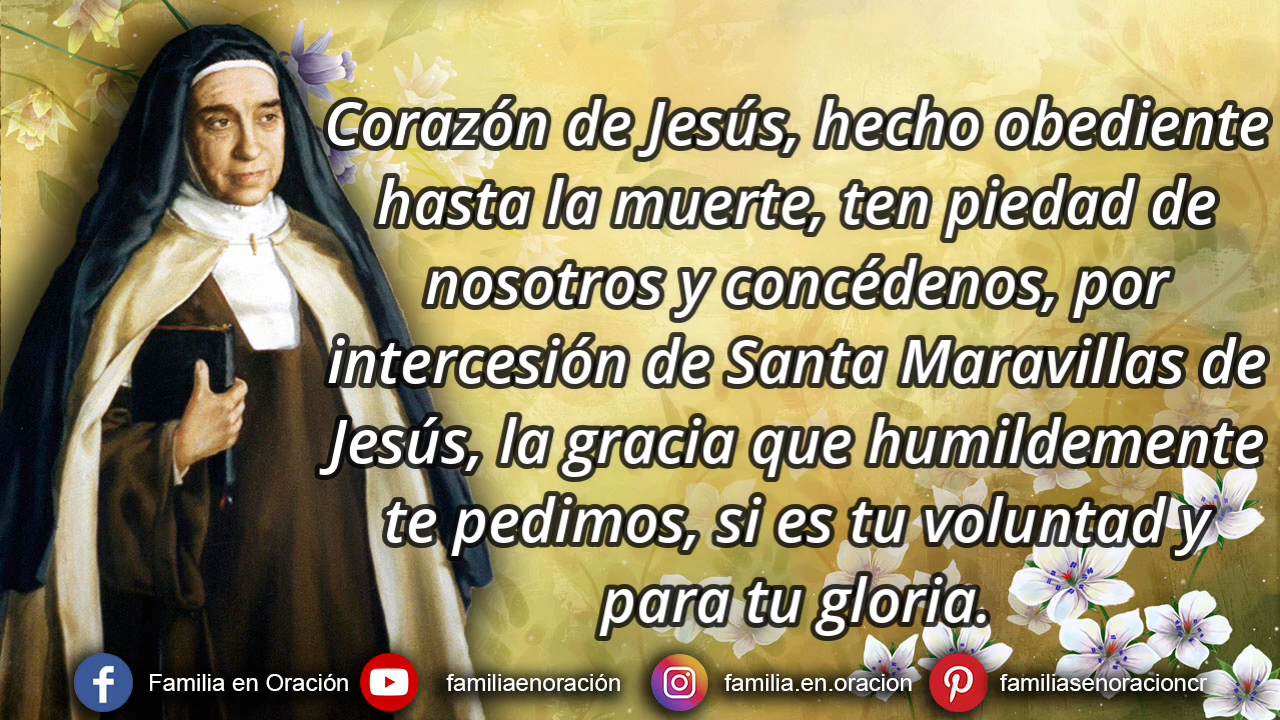 Corazón de Jesús, hecho obediente
hasta la muerte, ten piedad de
nosotros y concédenos, por
intercesión de Santa Maravillas de
Jesús, la gracia que humildemente
te pedimos, si es tu voluntad y
para tu gloria.
Familia en Oración familiaenoración familia.en.oracion familiasenoracioncr